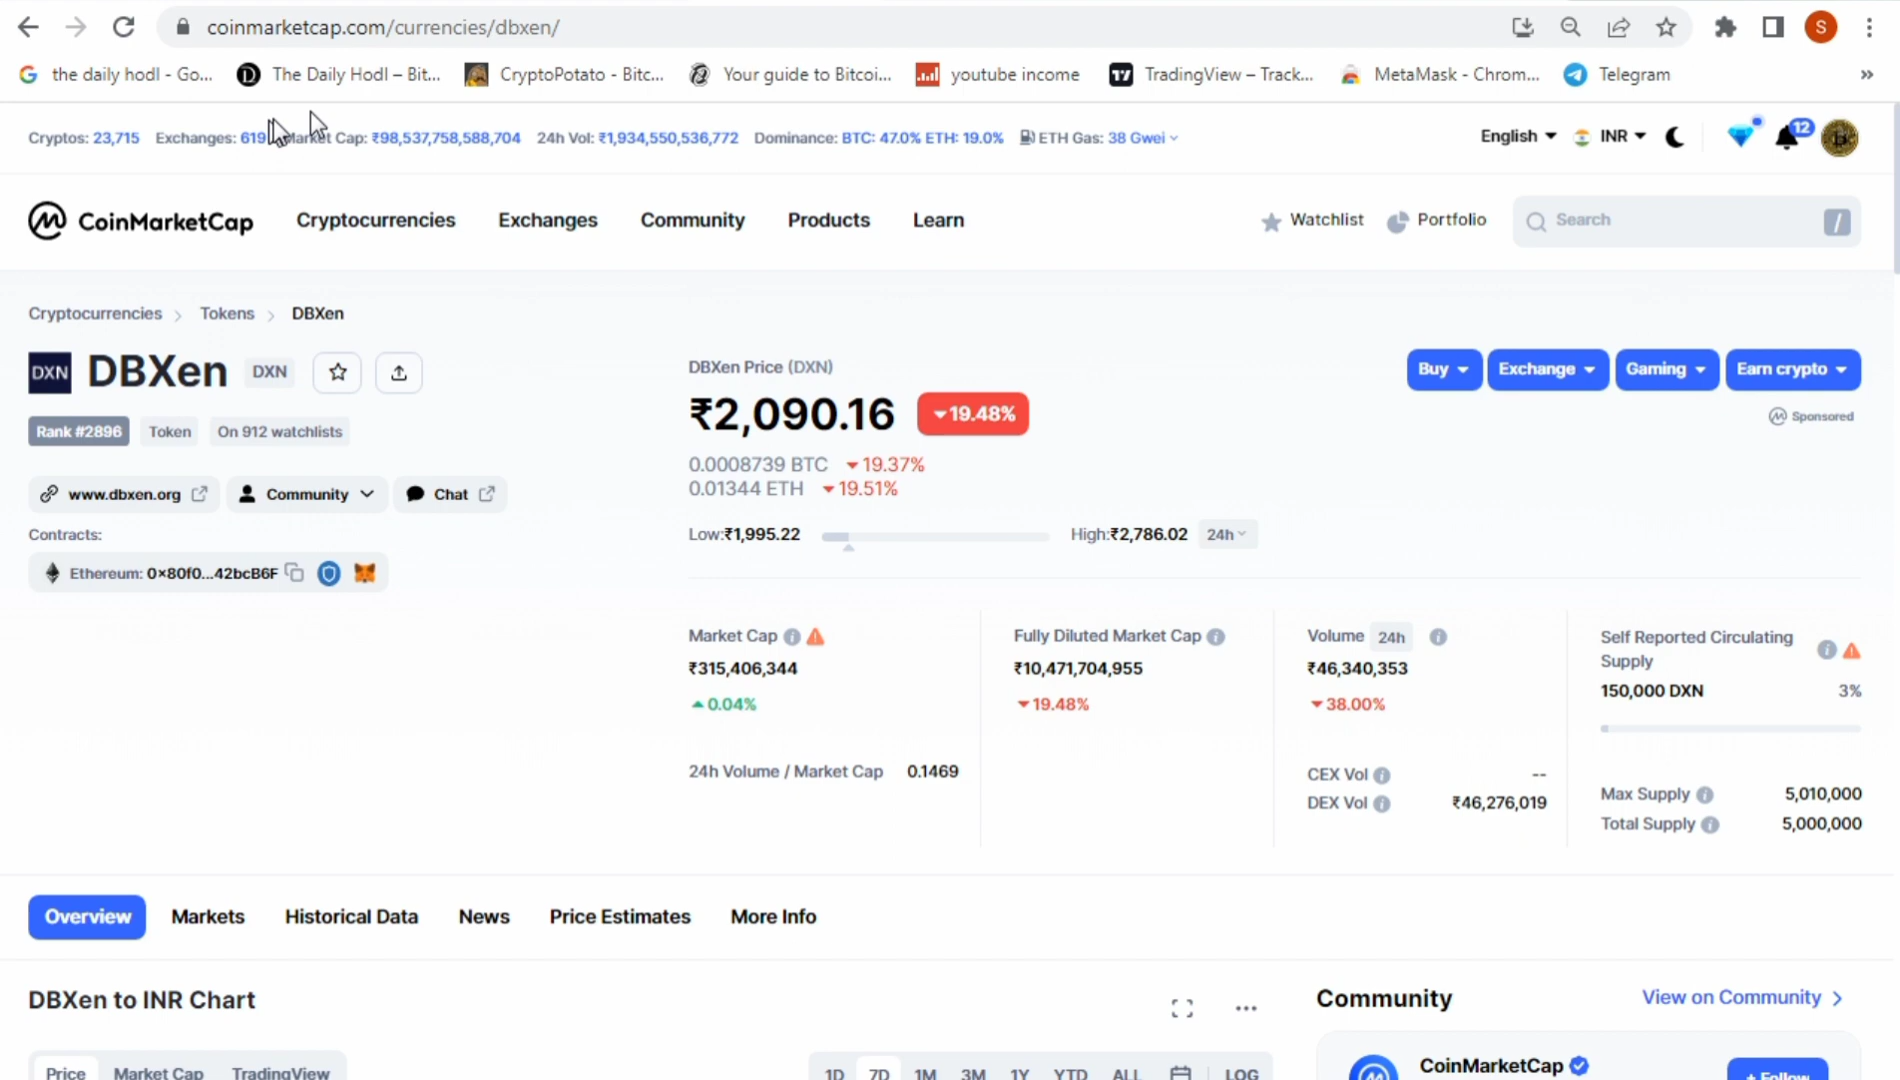 coinmarketcap.com/currencies/dbxen/
S
the daily hodl - Go...
The Daily Hodl – Bit...
CryptoPotato - Bitc...
Your guide to Bitcoi...
youtube income
TradingView – Track...
MetaMask - Chrom...
Telegram
»
Cryptos: 23,715 Exchanges: 619 Market Cap: ₹98,537,758,588,704 24h Vol: ₹1,934,550,536,772 Dominance: BTC: 47.0% ETH: 19.0% ETH Gas: 38 Gwei
English INR 12
CoinMarketCap Cryptocurrencies Exchanges Community Products Learn
Watchlist Portfolio Search /
Cryptocurrencies > Tokens > DBXen
DXN DBXen DXN
Rank #2896 Token On 912 watchlists
www.dbxen.org Community Chat
Contracts:
Ethereum: 0x80f0...42bcB6F
DBXen Price (DXN)
₹2,090.16 19.48%
0.0008739 BTC 19.37%
0.01344 ETH 19.51%
Low:₹1,995.22 High:₹2,786.02 24h
Buy Exchange Gaming Earn crypto
Sponsored
Market Cap
₹315,406,344
0.04%
24h Volume / Market Cap 0.1469
Fully Diluted Market Cap
₹10,471,704,955
19.48%
Volume 24h
₹46,340,353
38.00%
CEX Vol --
DEX Vol ₹46,276,019
Self Reported Circulating
Supply
150,000 DXN 3%
Max Supply 5,010,000
Total Supply 5,000,000
Overview Markets Historical Data News Price Estimates More Info
DBXen to INR Chart
Price Market Cap TradingView
1D 7D 1M 3M 1Y YTD ALL LOG
Community View on Community >
CoinMarketCap
+ Follow